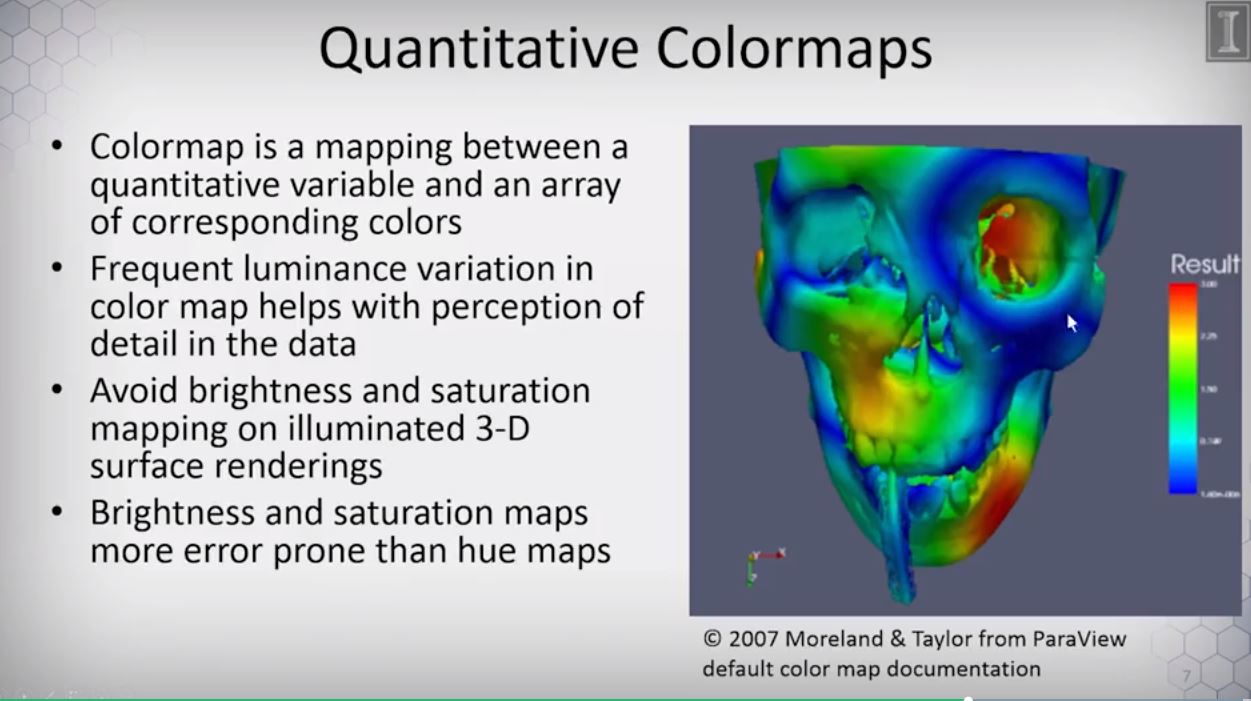 Quantitative Colormaps
• Colormap is a mapping between a
quantitative variable and an array
of corresponding colors
• Frequent luminance variation in
color map helps with perception of
detail in the data
• Avoid brightness and saturation
mapping on illuminated 3-D
surface renderings
• Brightness and saturation maps
more error prone than hue maps
I
Result
3.00
2.25
1.50
X
Y
Z
© 2007 Moreland & Taylor from ParaView
default color map documentation
7